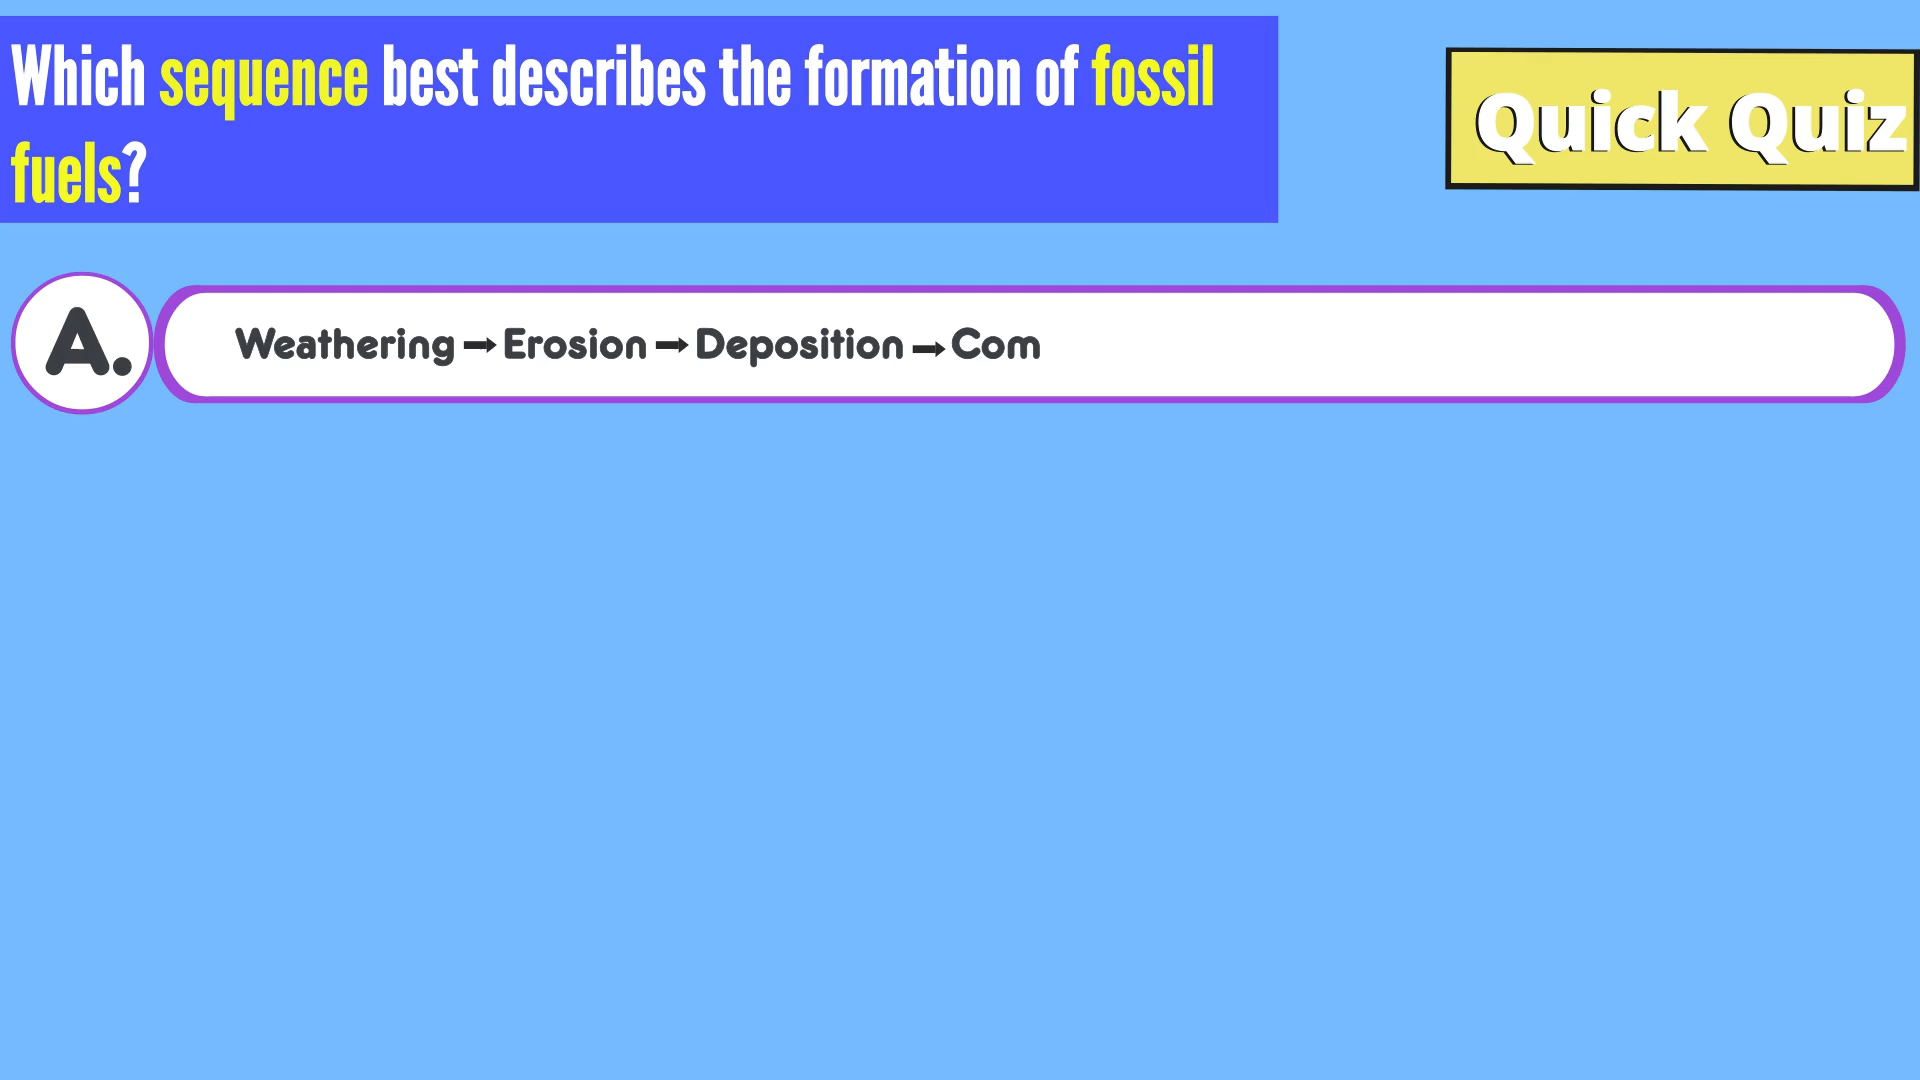 Which sequence best describes the formation of fossil
fuels?
Quick Quiz
A.
Weathering → Erosion → Deposition → Com